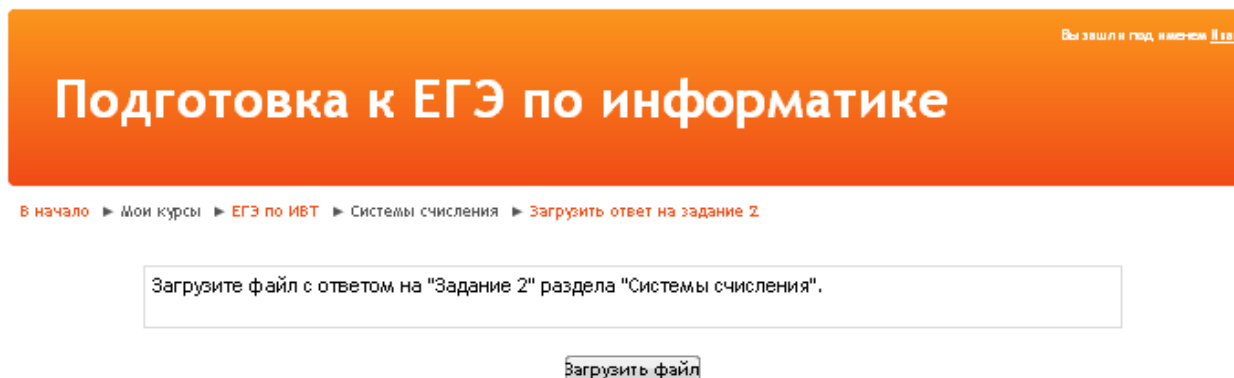 Вы зашли под именем
Подготовка к ЕГЭ по информатике
В начало ► Мои курсы ► ЕГЭ по ИВТ ► Системы счисления ► Загрузить ответ на задание 2
Загрузите файл с ответом на "Задание 2" раздела "Системы счисления".
Загрузить файл